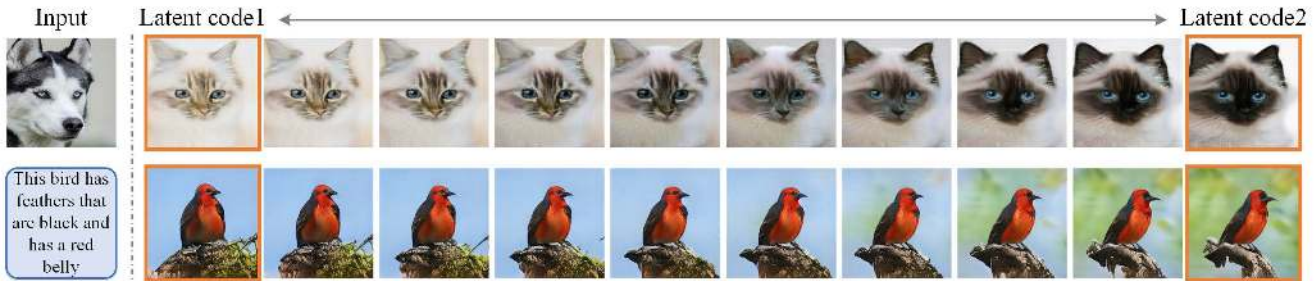 Input
Latent code1
Latent code2
This bird has
feathers that
are black and
has a red
belly